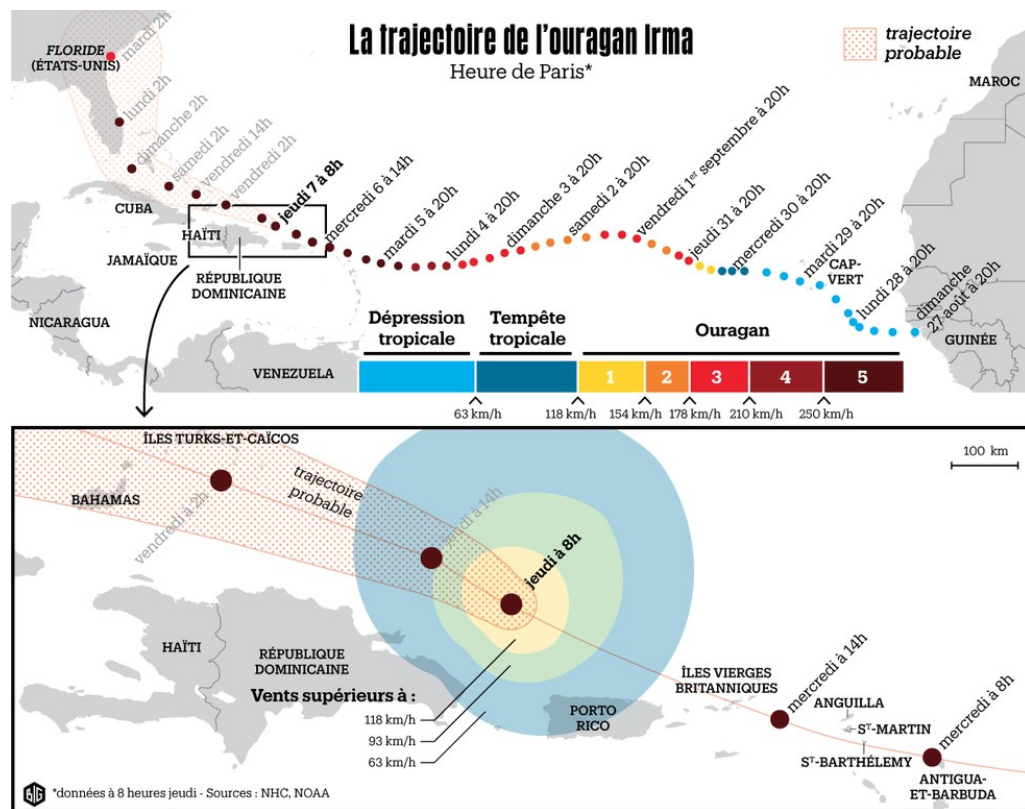 La trajectoire de l'ouragan Irma
Heure de Paris*
trajectoire
probable
FLORIDE
(ÉTATS-UNIS)
MAROC
mardi 2h
lundi 2h
dimanche 2h
samedi 2h
vendredi 14h
vendredi 2h
jeudi 7 à 8h
mercredi 6 à 14h
mardi 5 à 20h
lundi 4 à 20h
dimanche 3 à 20h
samedi 2 à 20h
vendredi 1er septembre à 20h
jeudi 31 à 20h
mercredi 30 à 20h
mardi 29 à 20h
lundi 28 à 20h
dimanche
27 août à 20h
CUBA
HAÏTI
JAMAÏQUE
RÉPUBLIQUE
DOMINICAINE
CAP-
VERT
NICARAGUA
GUINÉE
VENEZUELA
Dépression
tropicale
Tempête
tropicale
Ouragan
1
2
3
4
5
63 km/h
118 km/h
154 km/h
178 km/h
210 km/h
250 km/h
ÎLES TURKS-ET-CAÏCOS
100 km
BAHAMAS
trajectoire
probable
vendredi à 2h
jeudi à 14h
jeudi à 8h
HAÏTI
RÉPUBLIQUE
DOMINICAINE
Vents supérieurs à :
118 km/h
93 km/h
63 km/h
PORTO
RICO
ÎLES VIERGES
BRITANNIQUES
mercredi à 14h
ANGUILLA
ST-MARTIN
ST-BARTHÉLEMY
mercredi à 8h
ANTIGUA-
ET-BARBUDA
*données à 8 heures jeudi - Sources : NHC, NOAA